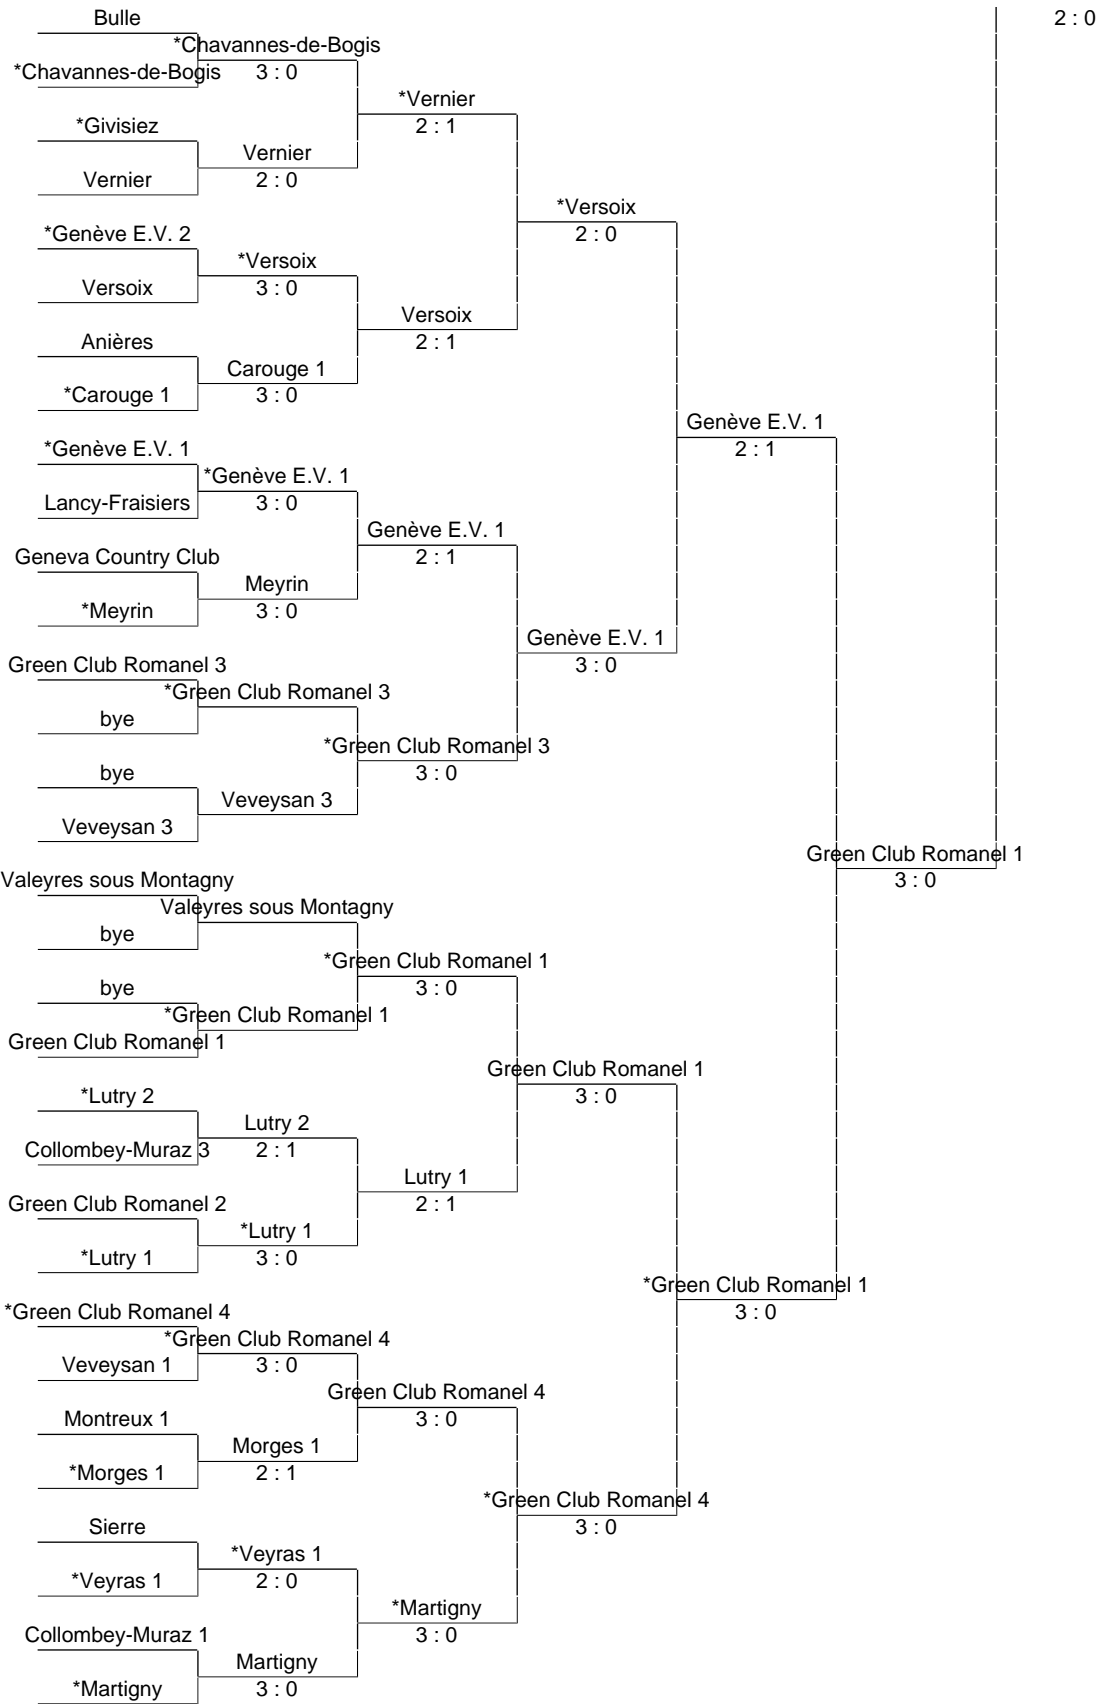 Bulle
2 : 0
*Chavannes-de-Bogis
*Chavannes-de-Bogis
3 : 0
*Vernier
*Givisiez
2 : 1
Vernier
Vernier
2 : 0
*Versoix
*Genève E.V. 2
2 : 0
*Versoix
Versoix
3 : 0
Versoix
Anières
2 : 1
Carouge 1
*Carouge 1
3 : 0
Genève E.V. 1
*Genève E.V. 1
2 : 1
*Genève E.V. 1
Lancy-Fraisiers
3 : 0
Genève E.V. 1
Geneva Country Club
2 : 1
Meyrin
*Meyrin
3 : 0
Genève E.V. 1
Green Club Romanel 3
3 : 0
*Green Club Romanel 3
bye
*Green Club Romanel 3
bye
3 : 0
Veveysan 3
Veveysan 3
Green Club Romanel 1
Valeyres sous Montagny
3 : 0
Valeyres sous Montagny
bye
*Green Club Romanel 1
bye
3 : 0
*Green Club Romanel 1
Green Club Romanel 1
Green Club Romanel 1
*Lutry 2
3 : 0
Lutry 2
Collombey-Muraz 3
2 : 1
Lutry 1
Green Club Romanel 2
2 : 1
*Lutry 1
*Lutry 1
3 : 0
*Green Club Romanel 1
*Green Club Romanel 4
3 : 0
*Green Club Romanel 4
Veveysan 1
3 : 0
Green Club Romanel 4
Montreux 1
3 : 0
Morges 1
*Morges 1
2 : 1
*Green Club Romanel 4
Sierre
3 : 0
*Veyras 1
*Veyras 1
2 : 0
*Martigny
Collombey-Muraz 1
3 : 0
Martigny
*Martigny
3 : 0